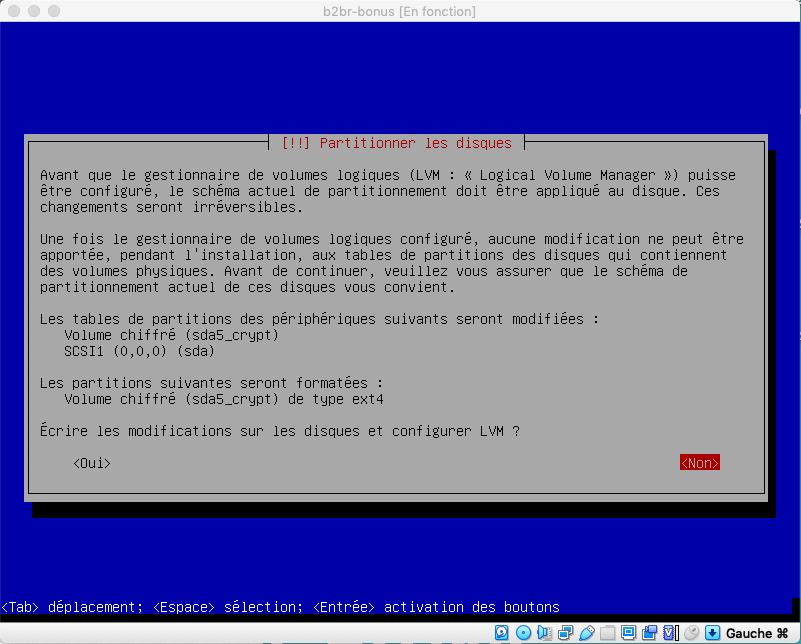 b2br-bonus [En fonction]
[!!] Partitionner les disques
Avant que le gestionnaire de volumes logiques (LVM : « Logical Volume Manager ») puisse
être configuré, le schéma actuel de partitionnement doit être appliqué au disque. Ces
changements seront irréversibles.
Une fois le gestionnaire de volumes logiques configuré, aucune modification ne peut être
apportée, pendant l'installation, aux tables de partitions des disques qui contiennent
des volumes physiques. Avant de continuer, veuillez vous assurer que le schéma de
partitionnement actuel de ces disques vous convient.
Les tables de partitions des périphériques suivants seront modifiées :
Volume chiffré (sda5_crypt)
SCSI1 (0,0,0) (sda)
Les partitions suivantes seront formatées :
Volume chiffré (sda5_crypt) de type ext4
Écrire les modifications sur les disques et configurer LVM ?
<Oui> <Non>
<Tab> déplacement; <Espace> sélection; <Entrée> activation des boutons
Gauche ⌘